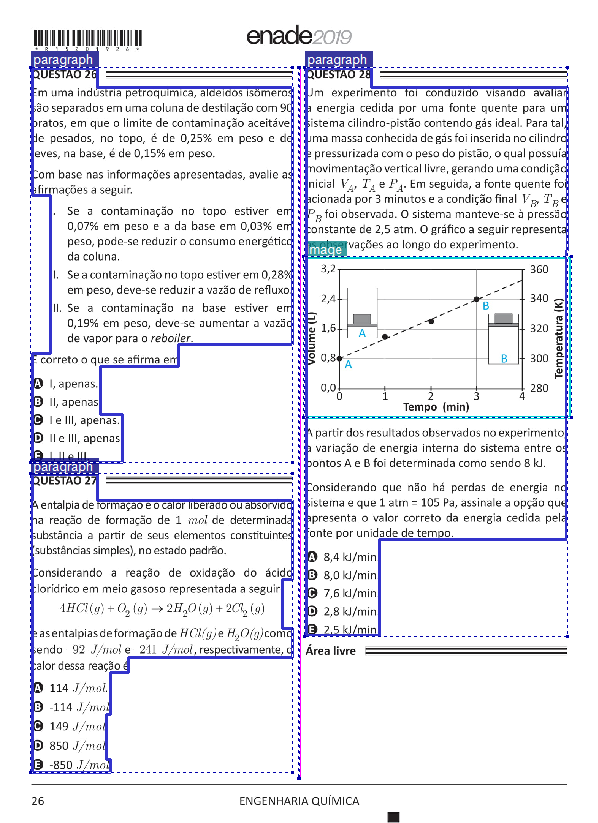 *R1520192 6*
enade2019
paragraph
QUESTÃO 26
Em uma indústria petroquímica, aldeídos isômeros
são separados em uma coluna de destilação com 90
pratos, em que o limite de contaminação aceitável
de pesados, no topo, é de 0,25% em peso e de
leves, na base, é de 0,15% em peso.
Com base nas informações apresentadas, avalie as
afirmações a seguir.
I. Se a contaminação no topo estiver em
0,07% em peso e a da base em 0,03% em
peso, pode-se reduzir o consumo energético
da coluna.
II. Se a contaminação no topo estiver em 0,28%
em peso, deve-se reduzir a vazão de refluxo.
III. Se a contaminação na base estiver em
0,19% em peso, deve-se aumentar a vazão
de vapor para o reboiler.
É correto o que se afirma em
A I, apenas.
B II, apenas.
C I e III, apenas.
D II e III, apenas.
E I, II e III.
paragraph
QUESTÃO 27
A entalpia de formação é o calor liberado ou absorvido
na reação de formação de 1 mol de determinada
substância a partir de seus elementos constituintes
(substâncias simples), no estado padrão.
Considerando a reação de oxidação do ácido
clorídrico em meio gasoso representada a seguir
4HCl(g) + O2 (g) → 2H2O(g) + 2Cl2 (g)
e as entalpias de formação de HCl(g) e H2O(g) como
sendo 92 J/mol e 241 J/mol, respectivamente, o
calor dessa reação é
A 114 J/mol.
B -114 J/mol
C 149 J/mol
D 850 J/mol
E -850 J/mol
paragraph
QUESTÃO 28
Um experimento foi conduzido visando avaliar
a energia cedida por uma fonte quente para um
sistema cilindro-pistão contendo gás ideal. Para tal,
uma massa conhecida de gás foi inserida no cilindro
e pressurizada com o peso do pistão, o qual possuía
movimentação vertical livre, gerando uma condição
inicial VA, TA e PA. Em seguida, a fonte quente foi
acionada por 3 minutos e a condição final VB, TB e
PB foi observada. O sistema manteve-se à pressão
constante de 2,5 atm. O gráfico a seguir representa
as observações ao longo do experimento.
image
3,2 360
2,4 340
1,6 320
0,8 300
0,0 280
Volume (L)
Temperatura (K)
A
A
B
B
0 1 2 3 4
Tempo (min)
A partir dos resultados observados no experimento,
a variação de energia interna do sistema entre os
pontos A e B foi determinada como sendo 8 kJ.
Considerando que não há perdas de energia no
sistema e que 1 atm = 105 Pa, assinale a opção que
apresenta o valor correto da energia cedida pela
fonte por unidade de tempo.
A 8,4 kJ/min
B 8,0 kJ/min
C 7,6 kJ/min
D 2,8 kJ/min
E 2,5 kJ/min
Área livre
26
ENGENHARIA QUÍMICA